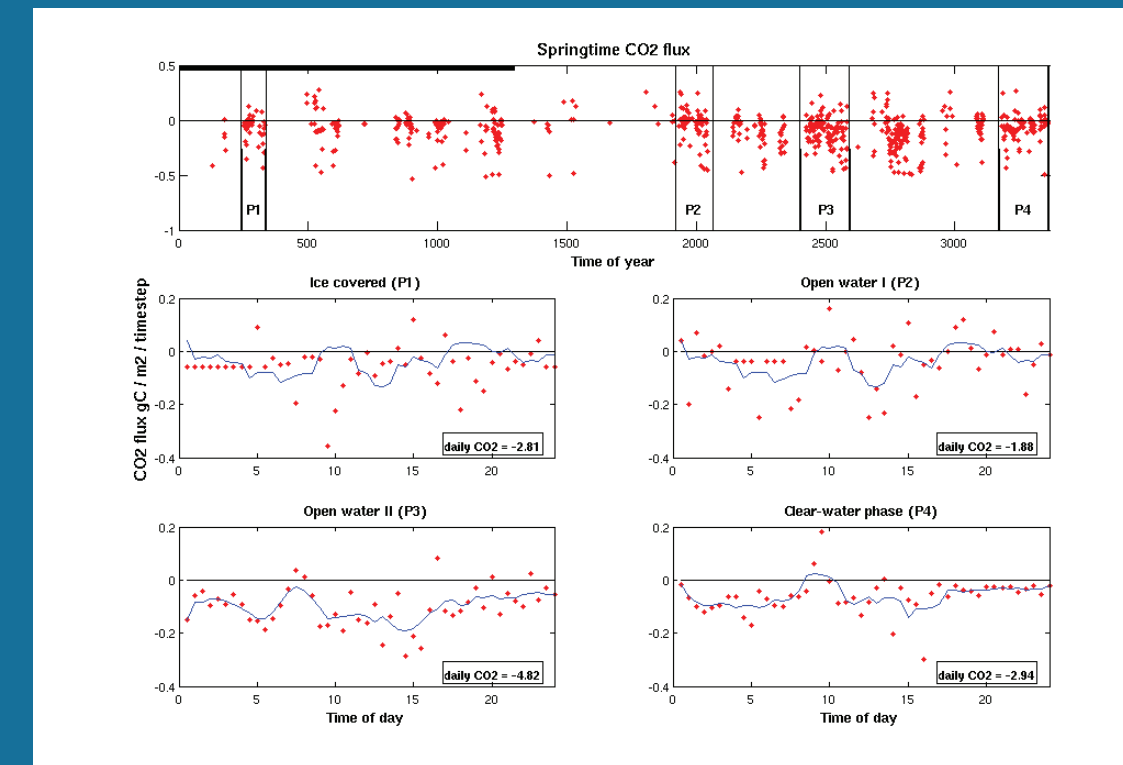 Springtime CO2 flux
0.5
0
-0.5
-1
P1
P2
P3
P4
0 500 1000 1500 2000 2500 3000
Time of year
CO2 flux gC / m2 / timestep
Ice covered (P1)
0.2
0
-0.2
-0.4
daily CO2 = -2.81
0 5 10 15 20
Open water I (P2)
0.2
0
-0.2
-0.4
daily CO2 = -1.88
0 5 10 15 20
Open water II (P3)
0.2
0
-0.2
-0.4
daily CO2 = -4.82
0 5 10 15 20
Time of day
Clear-water phase (P4)
0.2
0
-0.2
-0.4
daily CO2 = -2.94
0 5 10 15 20
Time of day